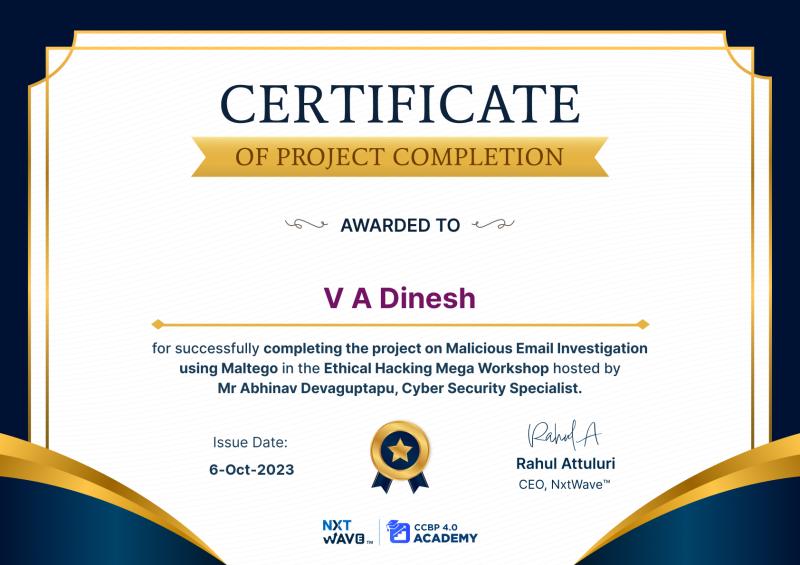 CERTIFICATE
OF PROJECT COMPLETION
AWARDED TO
V A Dinesh
for successfully completing the project on Malicious Email Investigation
using Maltego in the Ethical Hacking Mega Workshop hosted by
Mr Abhinav Devaguptapu, Cyber Security Specialist.
Issue Date:
6-Oct-2023
Rahul A
Rahul Attuluri
CEO, NxtWave™
NXT
WAVE™
CCBP 4.0
ACADEMY